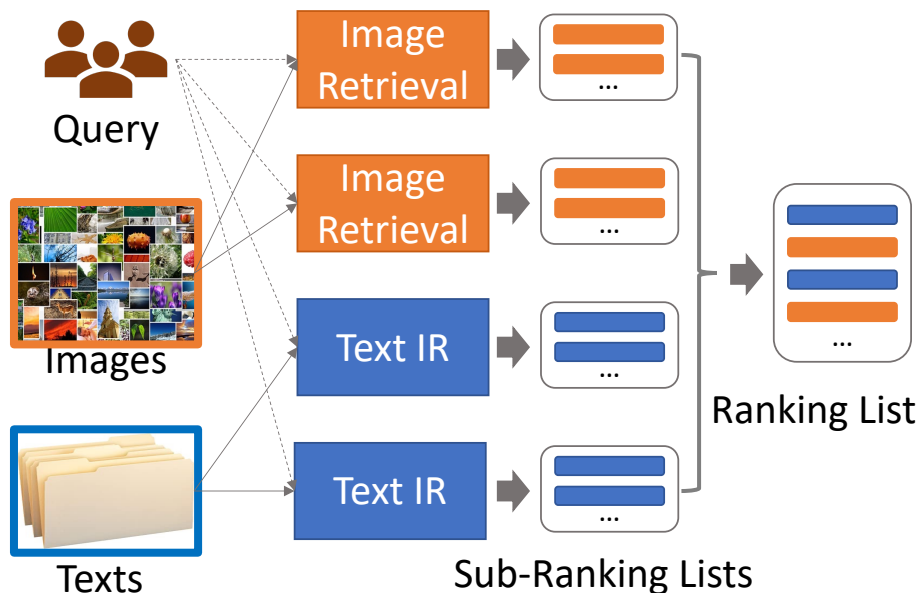 Query
Images
Texts
Image
Retrieval
Image
Retrieval
Text IR
Text IR
...
...
...
...
Sub-Ranking Lists
...
Ranking List